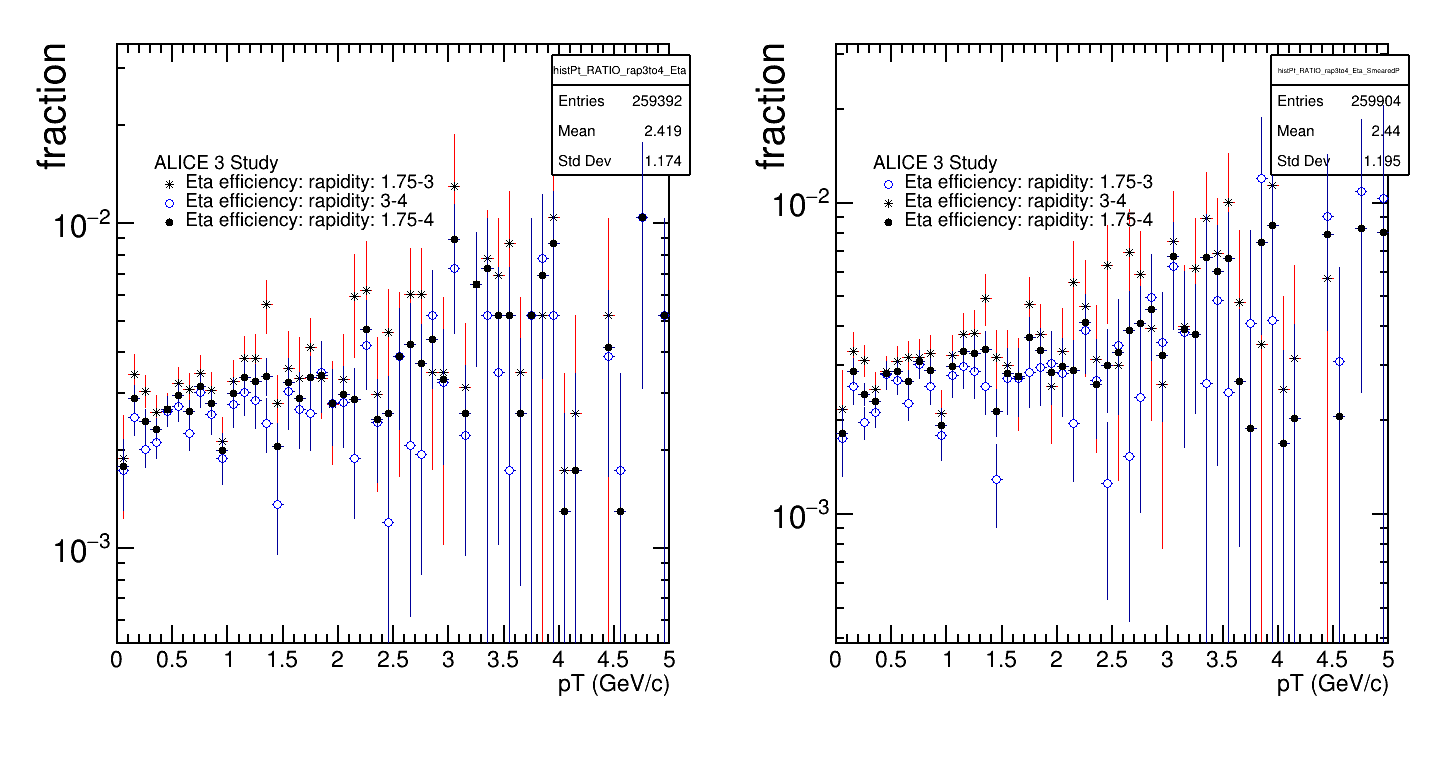 fraction
histPt_RATIO_rap3to4_Eta
Entries 259392
Mean 2.419
Std Dev 1.174
ALICE 3 Study
Eta efficiency: rapidity: 1.75-3
Eta efficiency: rapidity: 3-4
Eta efficiency: rapidity: 1.75-4
10−2
10−3
0 0.5 1 1.5 2 2.5 3 3.5 4 4.5 5
pT (GeV/c)
fraction
histPt_RATIO_rap3to4_Eta_SmearedP
Entries 259904
Mean 2.44
Std Dev 1.195
ALICE 3 Study
Eta efficiency: rapidity: 1.75-3
Eta efficiency: rapidity: 3-4
Eta efficiency: rapidity: 1.75-4
10−2
10−3
0 0.5 1 1.5 2 2.5 3 3.5 4 4.5 5
pT (GeV/c)